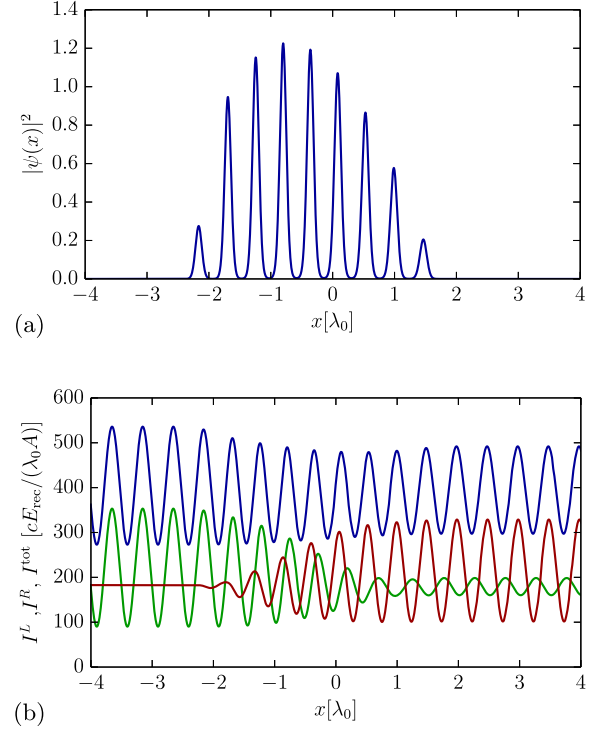 1.4
1.2
1.0
0.8
0.6
0.4
0.2
0.0
|ψ(x)|²
−4 −3 −2 −1 0 1 2 3 4
x[λ₀]
(a)
600
500
400
300
200
100
0
I^L ,I^R, I^tot [cE_rec/(λ₀A)]
−4 −3 −2 −1 0 1 2 3 4
x[λ₀]
(b)